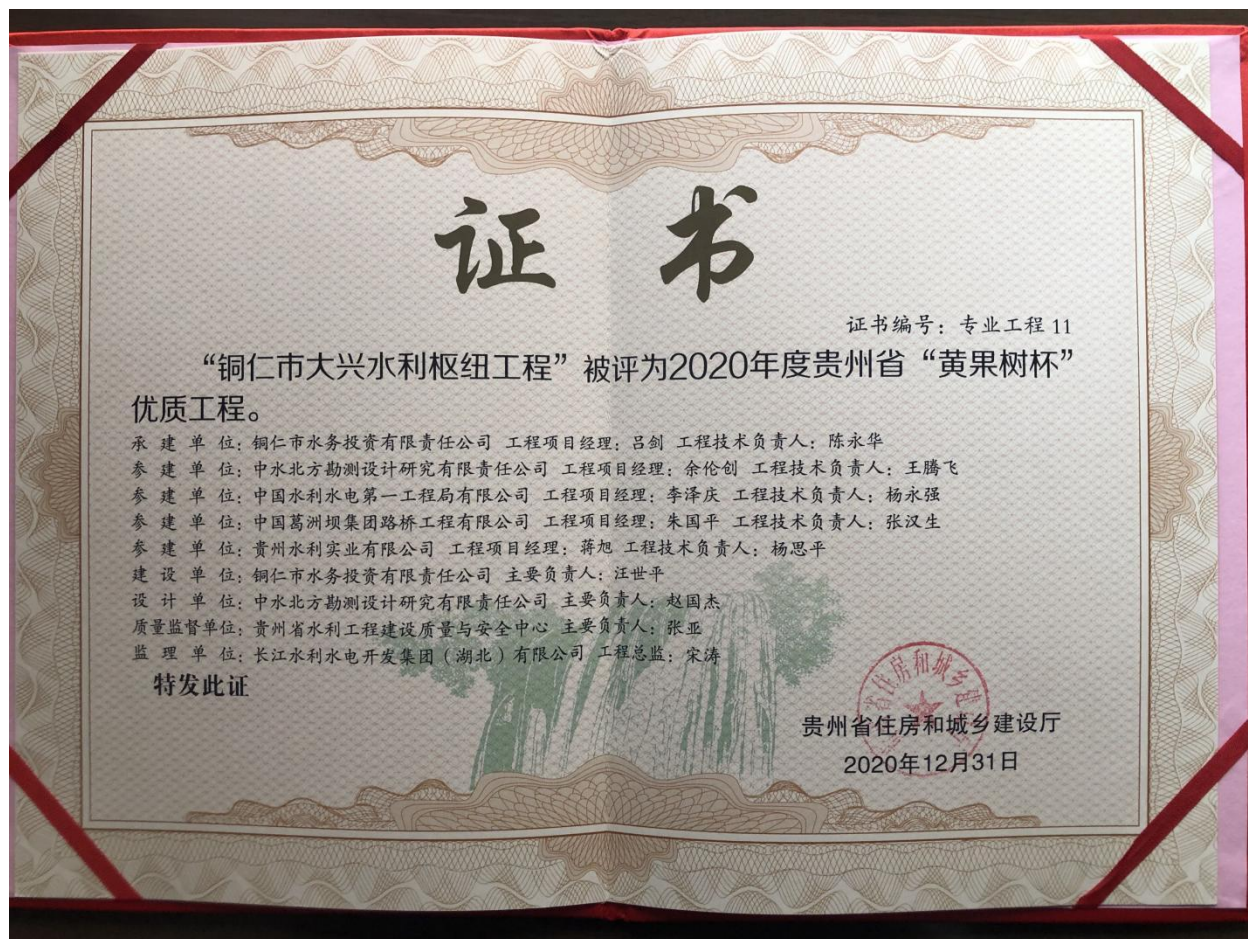 证书
证书编号：专业工程 11
“铜仁市大兴水利枢纽工程”被评为2020年度贵州省“黄果树杯”
优质工程。
承建单位：铜仁市水务投资有限责任公司 工程项目经理：吕剑 工程技术负责人：陈永华
参建单位：中水北方勘测设计研究有限责任公司 工程项目经理：余伦创 工程技术负责人：王腾飞
参建单位：中国水利水电第一工程局有限公司 工程项目经理：李泽庆 工程技术负责人：杨永强
参建单位：中国葛洲坝集团路桥工程有限公司 工程项目经理：朱国平 工程技术负责人：张汉生
参建单位：贵州水利实业有限公司 工程项目经理：蒋旭 工程技术负责人：杨思平
建设单位：铜仁市水务投资有限责任公司 主要负责人：汪世平
设计单位：中水北方勘测设计研究有限责任公司 主要负责人：赵国杰
质量监督单位：贵州省水利工程建设质量与安全中心 主要负责人：张亚
监理单位：长江水利水电开发集团（湖北）有限公司 工程总监：宋涛
特发此证
省住房和城乡建
贵州省住房和城乡建设厅
2020年12月31日